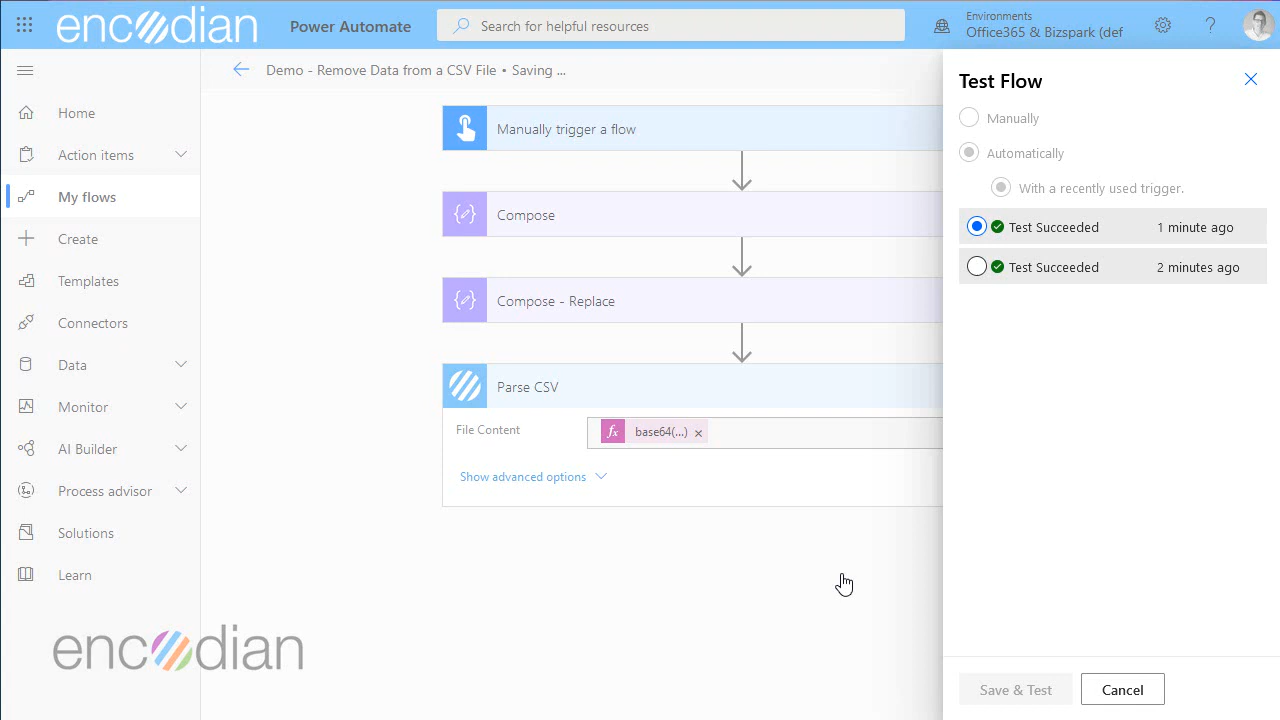 encodian
Power Automate
Search for helpful resources
Environments
Office365 & Bizspark (def
?
Demo - Remove Data from a CSV File • Saving ...
Home
Action items
My flows
Create
Templates
Connectors
Data
Monitor
AI Builder
Process advisor
Solutions
Learn
Manually trigger a flow
Compose
Compose - Replace
Parse CSV
File Content
fx base64(...) ×
Show advanced options
encodian
Test Flow
Manually
Automatically
With a recently used trigger.
Test Succeeded 1 minute ago
Test Succeeded 2 minutes ago
Save & Test Cancel